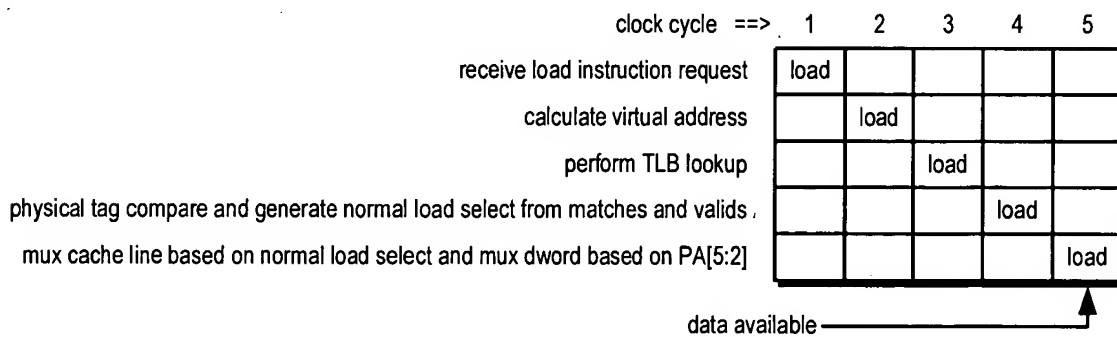 clock cycle ==> 1 2 3 4 5
receive load instruction request load
calculate virtual address load
perform TLB lookup load
physical tag compare and generate normal load select from matches and valids load
mux cache line based on normal load select and mux dword based on PA[5:2] load
data available